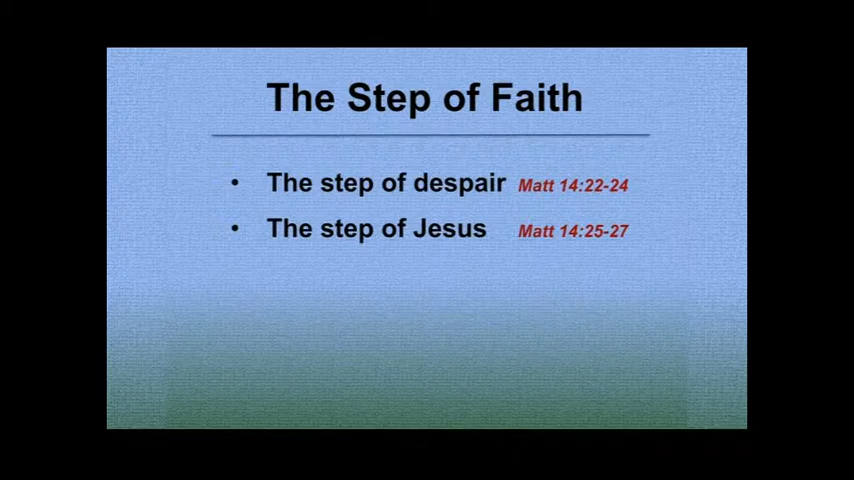 The Step of Faith
• The step of despair Matt 14:22-24
• The step of Jesus Matt 14:25-27